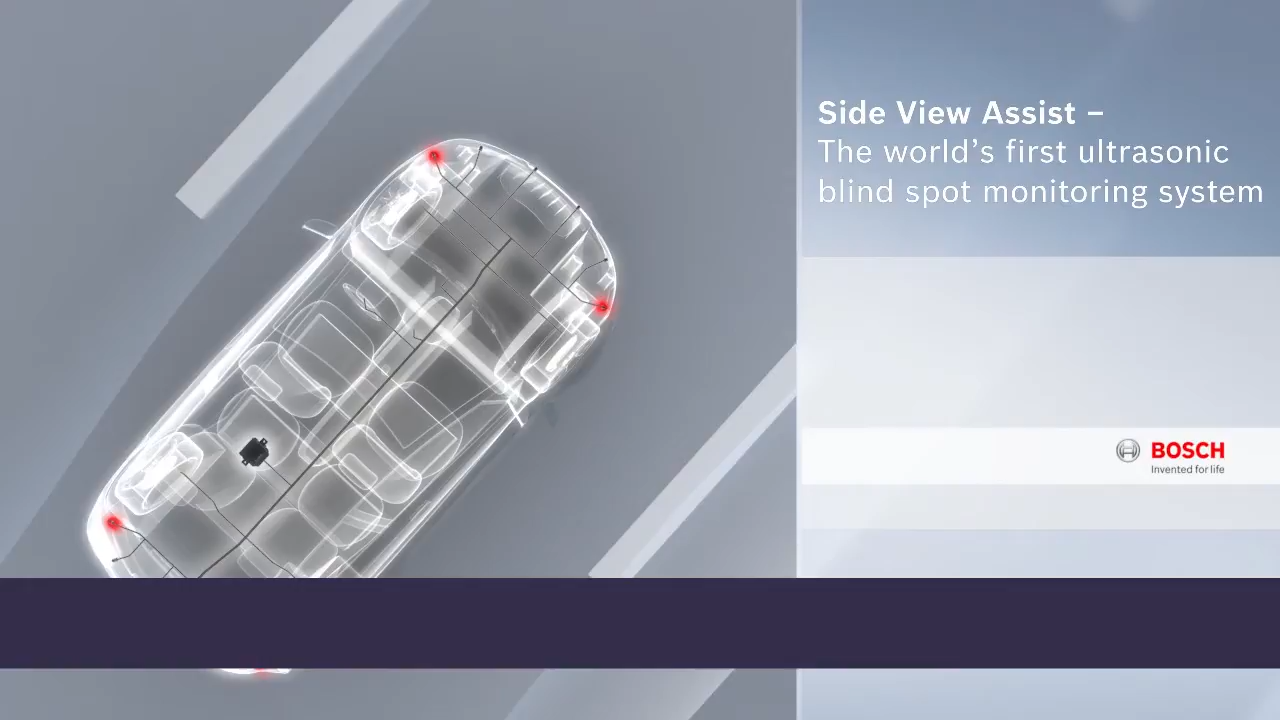 Side View Assist –
The world’s first ultrasonic
blind spot monitoring system
BOSCH
Invented for life